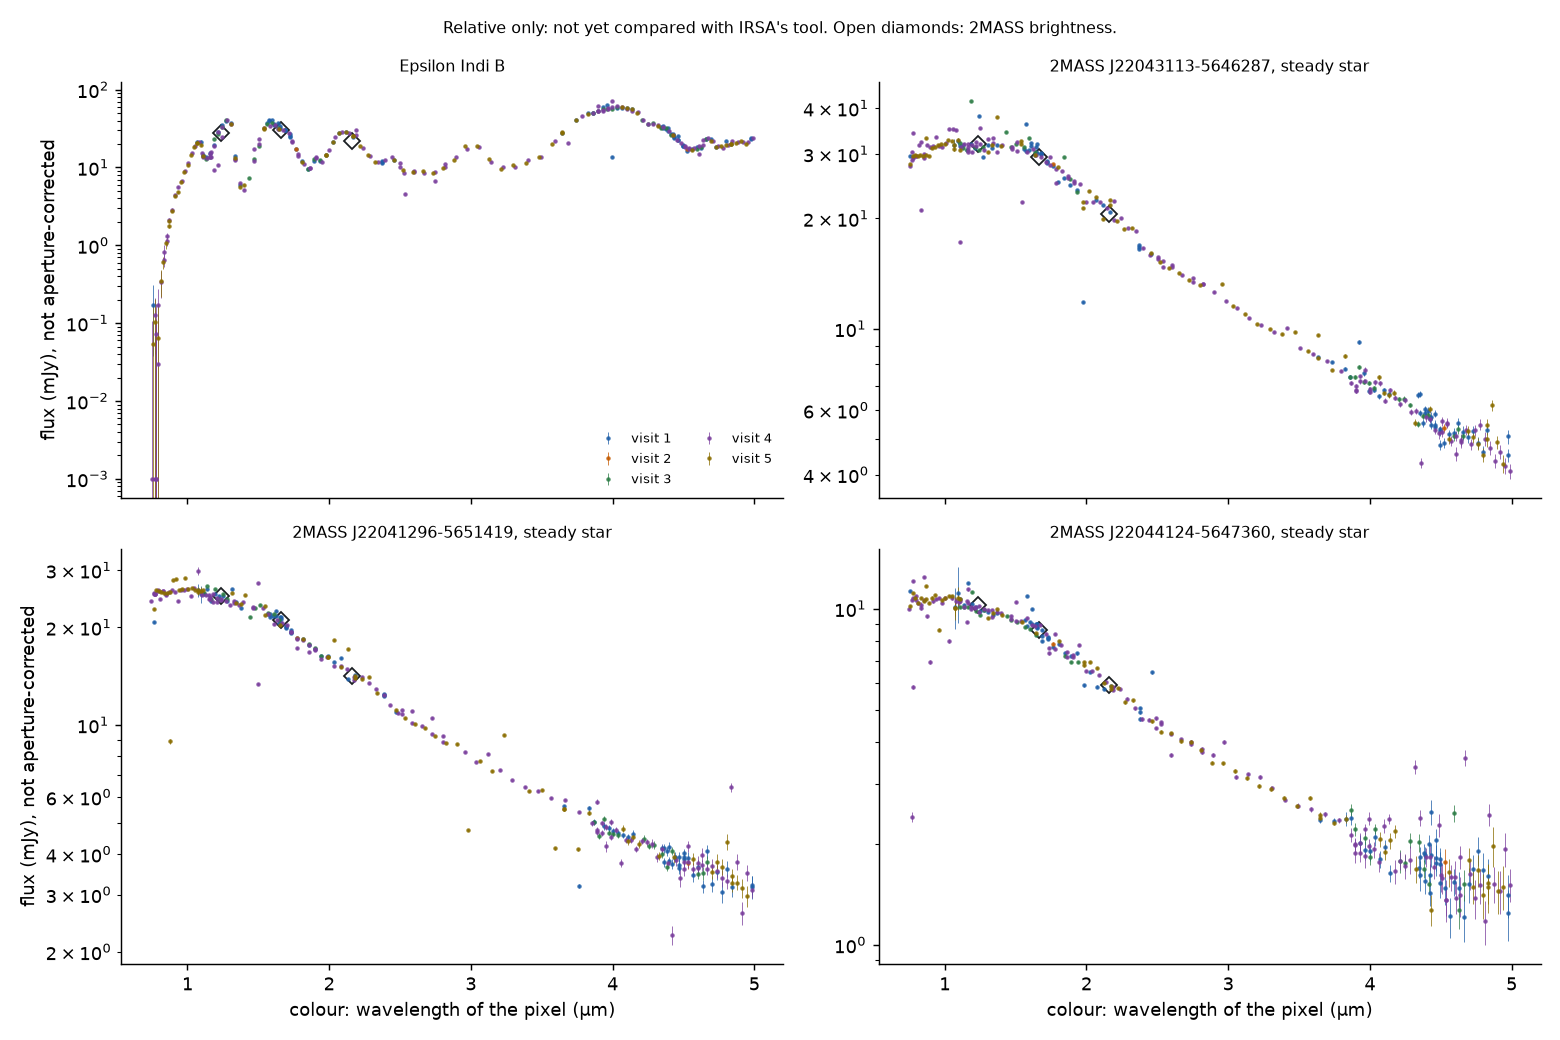 Relative only: not yet compared with IRSA's tool. Open diamonds: 2MASS brightness.
Epsilon Indi B
flux (mJy), not aperture-corrected
10²
10¹
10⁰
10⁻¹
10⁻²
10⁻³
visit 1
visit 2
visit 3
visit 4
visit 5
2MASS J22043113-5646287, steady star
4 × 10¹
3 × 10¹
2 × 10¹
10¹
6 × 10⁰
4 × 10⁰
2MASS J22041296-5651419, steady star
flux (mJy), not aperture-corrected
3 × 10¹
2 × 10¹
10¹
6 × 10⁰
4 × 10⁰
3 × 10⁰
2 × 10⁰
1 2 3 4 5
colour: wavelength of the pixel (µm)
2MASS J22044124-5647360, steady star
10¹
10⁰
1 2 3 4 5
colour: wavelength of the pixel (µm)